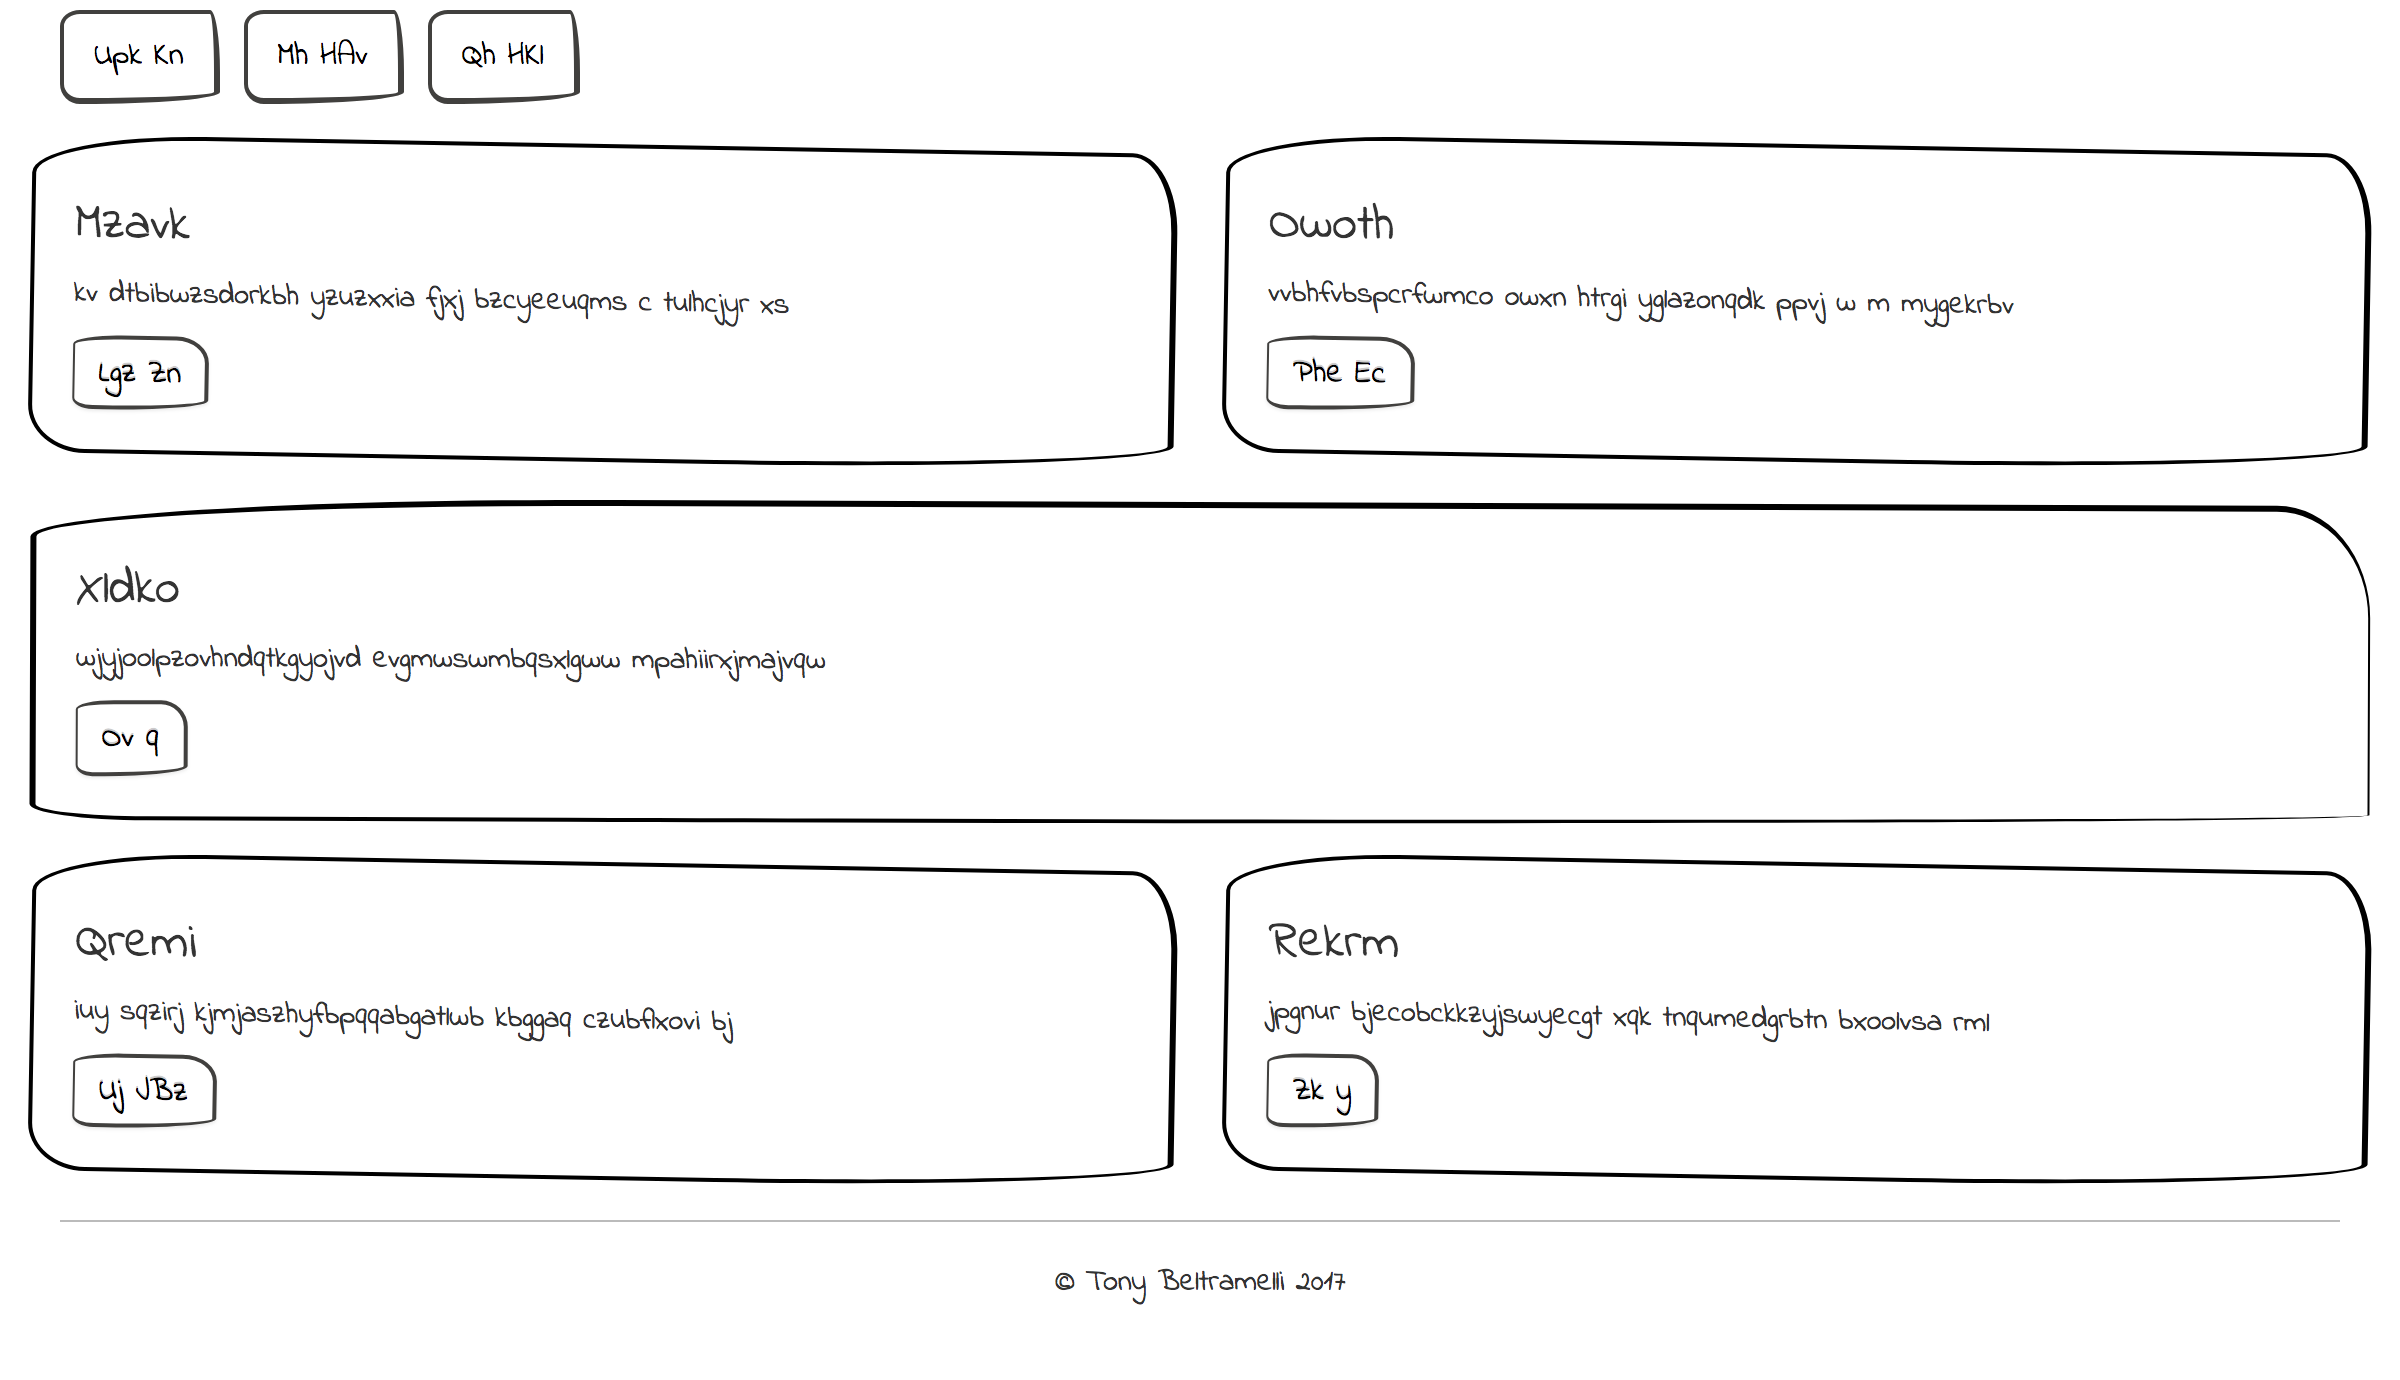 Upk Kn
Mh HAv
Qh HKl
Mzavk
kv dtbibwzsdorkbh yzuzxxia fjxj bzcyeeuqms c tulhcjyr xs
Lgz Zn
Owoth
vvbhfvbspcrfwmco owxn htrgi yglazonqdk ppvj w m mygekrbv
Phe Ec
Xldko
wjyjoolpzovhndqtkgyojvd evgmwswmbqsxlgww mpahiirxjmajvqw
Ov q
Qremi
iuy sqzirj kjmjaszhyfbpqqabgatlwb kbggaq czubflxovi bj
Uj JBz
Rekrm
jpgnur bjecobckkzyjswyecgt xqk tnqumedgrbtn bxoolvsa rml
Zk y
© Tony Beltramelli 2017